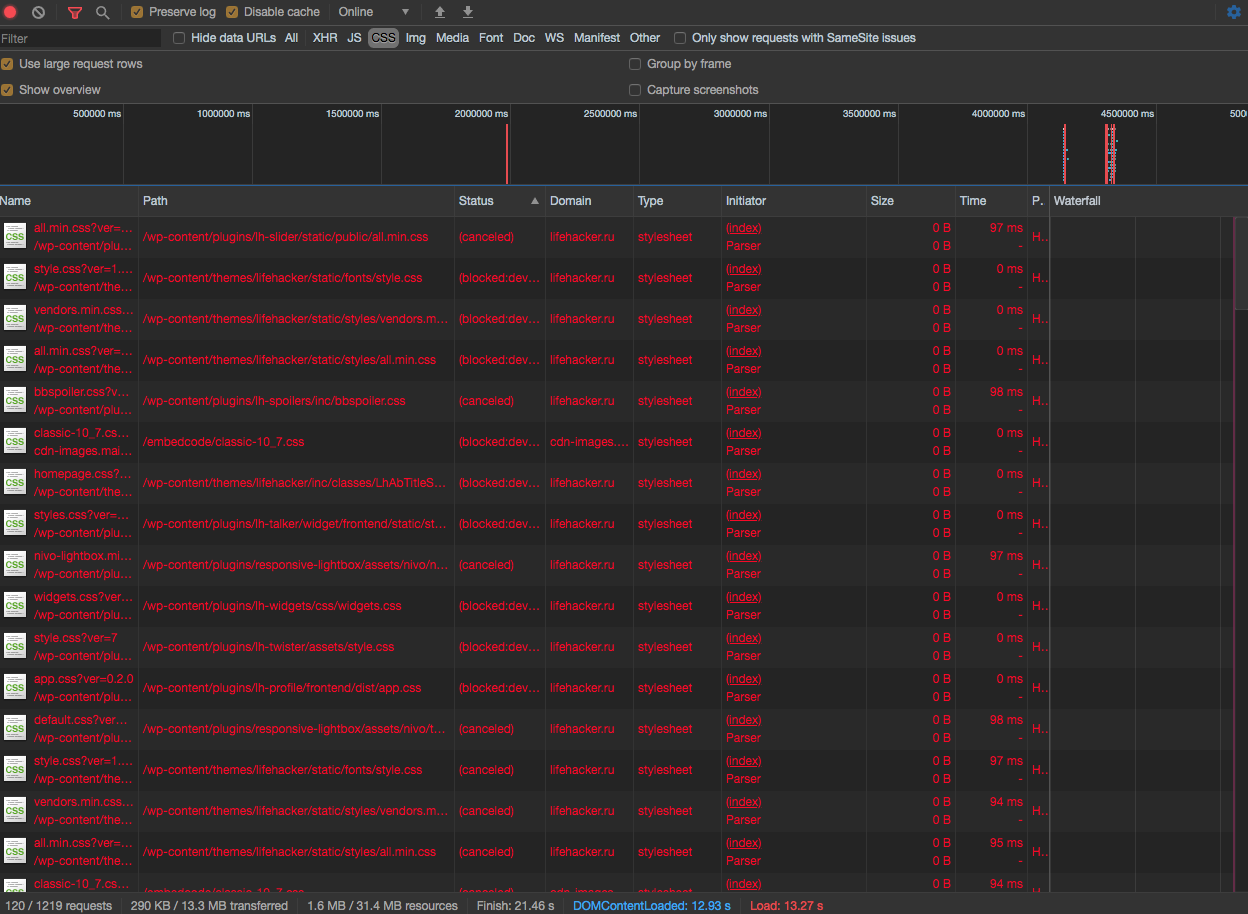 Preserve log Disable cache Online
Filter Hide data URLs All XHR JS CSS Img Media Font Doc WS Manifest Other Only show requests with SameSite issues
Use large request rows Group by frame
Show overview Capture screenshots
500000 ms 1000000 ms 1500000 ms 2000000 ms 2500000 ms 3000000 ms 3500000 ms 4000000 ms 4500000 ms 500
Name Path Status Domain Type Initiator Size Time P. Waterfall
all.min.css?ver=... /wp-content/plu... /wp-content/plugins/lh-slider/static/public/all.min.css (canceled) lifehacker.ru stylesheet (index) Parser 0 B 0 B 97 ms - H..
style.css?ver=1.... /wp-content/the... /wp-content/themes/lifehacker/static/fonts/style.css (blocked:dev... lifehacker.ru stylesheet (index) Parser 0 B 0 B 0 ms - H..
vendors.min.css... /wp-content/the... /wp-content/themes/lifehacker/static/styles/vendors.m... (blocked:dev... lifehacker.ru stylesheet (index) Parser 0 B 0 B 0 ms - H..
all.min.css?ver=... /wp-content/the... /wp-content/themes/lifehacker/static/styles/all.min.css (blocked:dev... lifehacker.ru stylesheet (index) Parser 0 B 0 B 0 ms - H..
bbspoiler.css?v... /wp-content/plu... /wp-content/plugins/lh-spoilers/inc/bbspoiler.css (canceled) lifehacker.ru stylesheet (index) Parser 0 B 0 B 98 ms - H..
classic-10_7.cs... cdn-images.mai... /embedcode/classic-10_7.css (blocked:dev... cdn-images.... stylesheet (index) Parser 0 B 0 B 0 ms - H..
homepage.css?... /wp-content/the... /wp-content/themes/lifehacker/inc/classes/LhAbTitleS... (blocked:dev... lifehacker.ru stylesheet (index) Parser 0 B 0 B 0 ms - H..
styles.css?ver=... /wp-content/plu... /wp-content/plugins/lh-talker/widget/frontend/static/st... (blocked:dev... lifehacker.ru stylesheet (index) Parser 0 B 0 B 0 ms - H..
nivo-lightbox.mi... /wp-content/plu... /wp-content/plugins/responsive-lightbox/assets/nivo/n... (canceled) lifehacker.ru stylesheet (index) Parser 0 B 0 B 97 ms - H..
widgets.css?ver... /wp-content/plu... /wp-content/plugins/lh-widgets/css/widgets.css (blocked:dev... lifehacker.ru stylesheet (index) Parser 0 B 0 B 0 ms - H..
style.css?ver=7 /wp-content/plu... /wp-content/plugins/lh-twister/assets/style.css (blocked:dev... lifehacker.ru stylesheet (index) Parser 0 B 0 B 0 ms - H..
app.css?ver=0.2.0 /wp-content/plu... /wp-content/plugins/lh-profile/frontend/dist/app.css (blocked:dev... lifehacker.ru stylesheet (index) Parser 0 B 0 B 0 ms - H..
default.css?ver... /wp-content/plu... /wp-content/plugins/responsive-lightbox/assets/nivo/t... (canceled) lifehacker.ru stylesheet (index) Parser 0 B 0 B 98 ms - H..
style.css?ver=1.... /wp-content/the... /wp-content/themes/lifehacker/static/fonts/style.css (canceled) lifehacker.ru stylesheet (index) Parser 0 B 0 B 97 ms - H..
vendors.min.css... /wp-content/the... /wp-content/themes/lifehacker/static/styles/vendors.m... (canceled) lifehacker.ru stylesheet (index) Parser 0 B 0 B 94 ms - H..
all.min.css?ver=... /wp-content/the... /wp-content/themes/lifehacker/static/styles/all.min.css (canceled) lifehacker.ru stylesheet (index) Parser 0 B 0 B 95 ms - H..
classic-10_7.cs... /embedcode/classic-10_7.css (canceled) cdn-images.... stylesheet (index) 0 B 94 ms H..
120 / 1219 requests 290 KB / 13.3 MB transferred 1.6 MB / 31.4 MB resources Finish: 21.46 s DOMContentLoaded: 12.93 s Load: 13.27 s